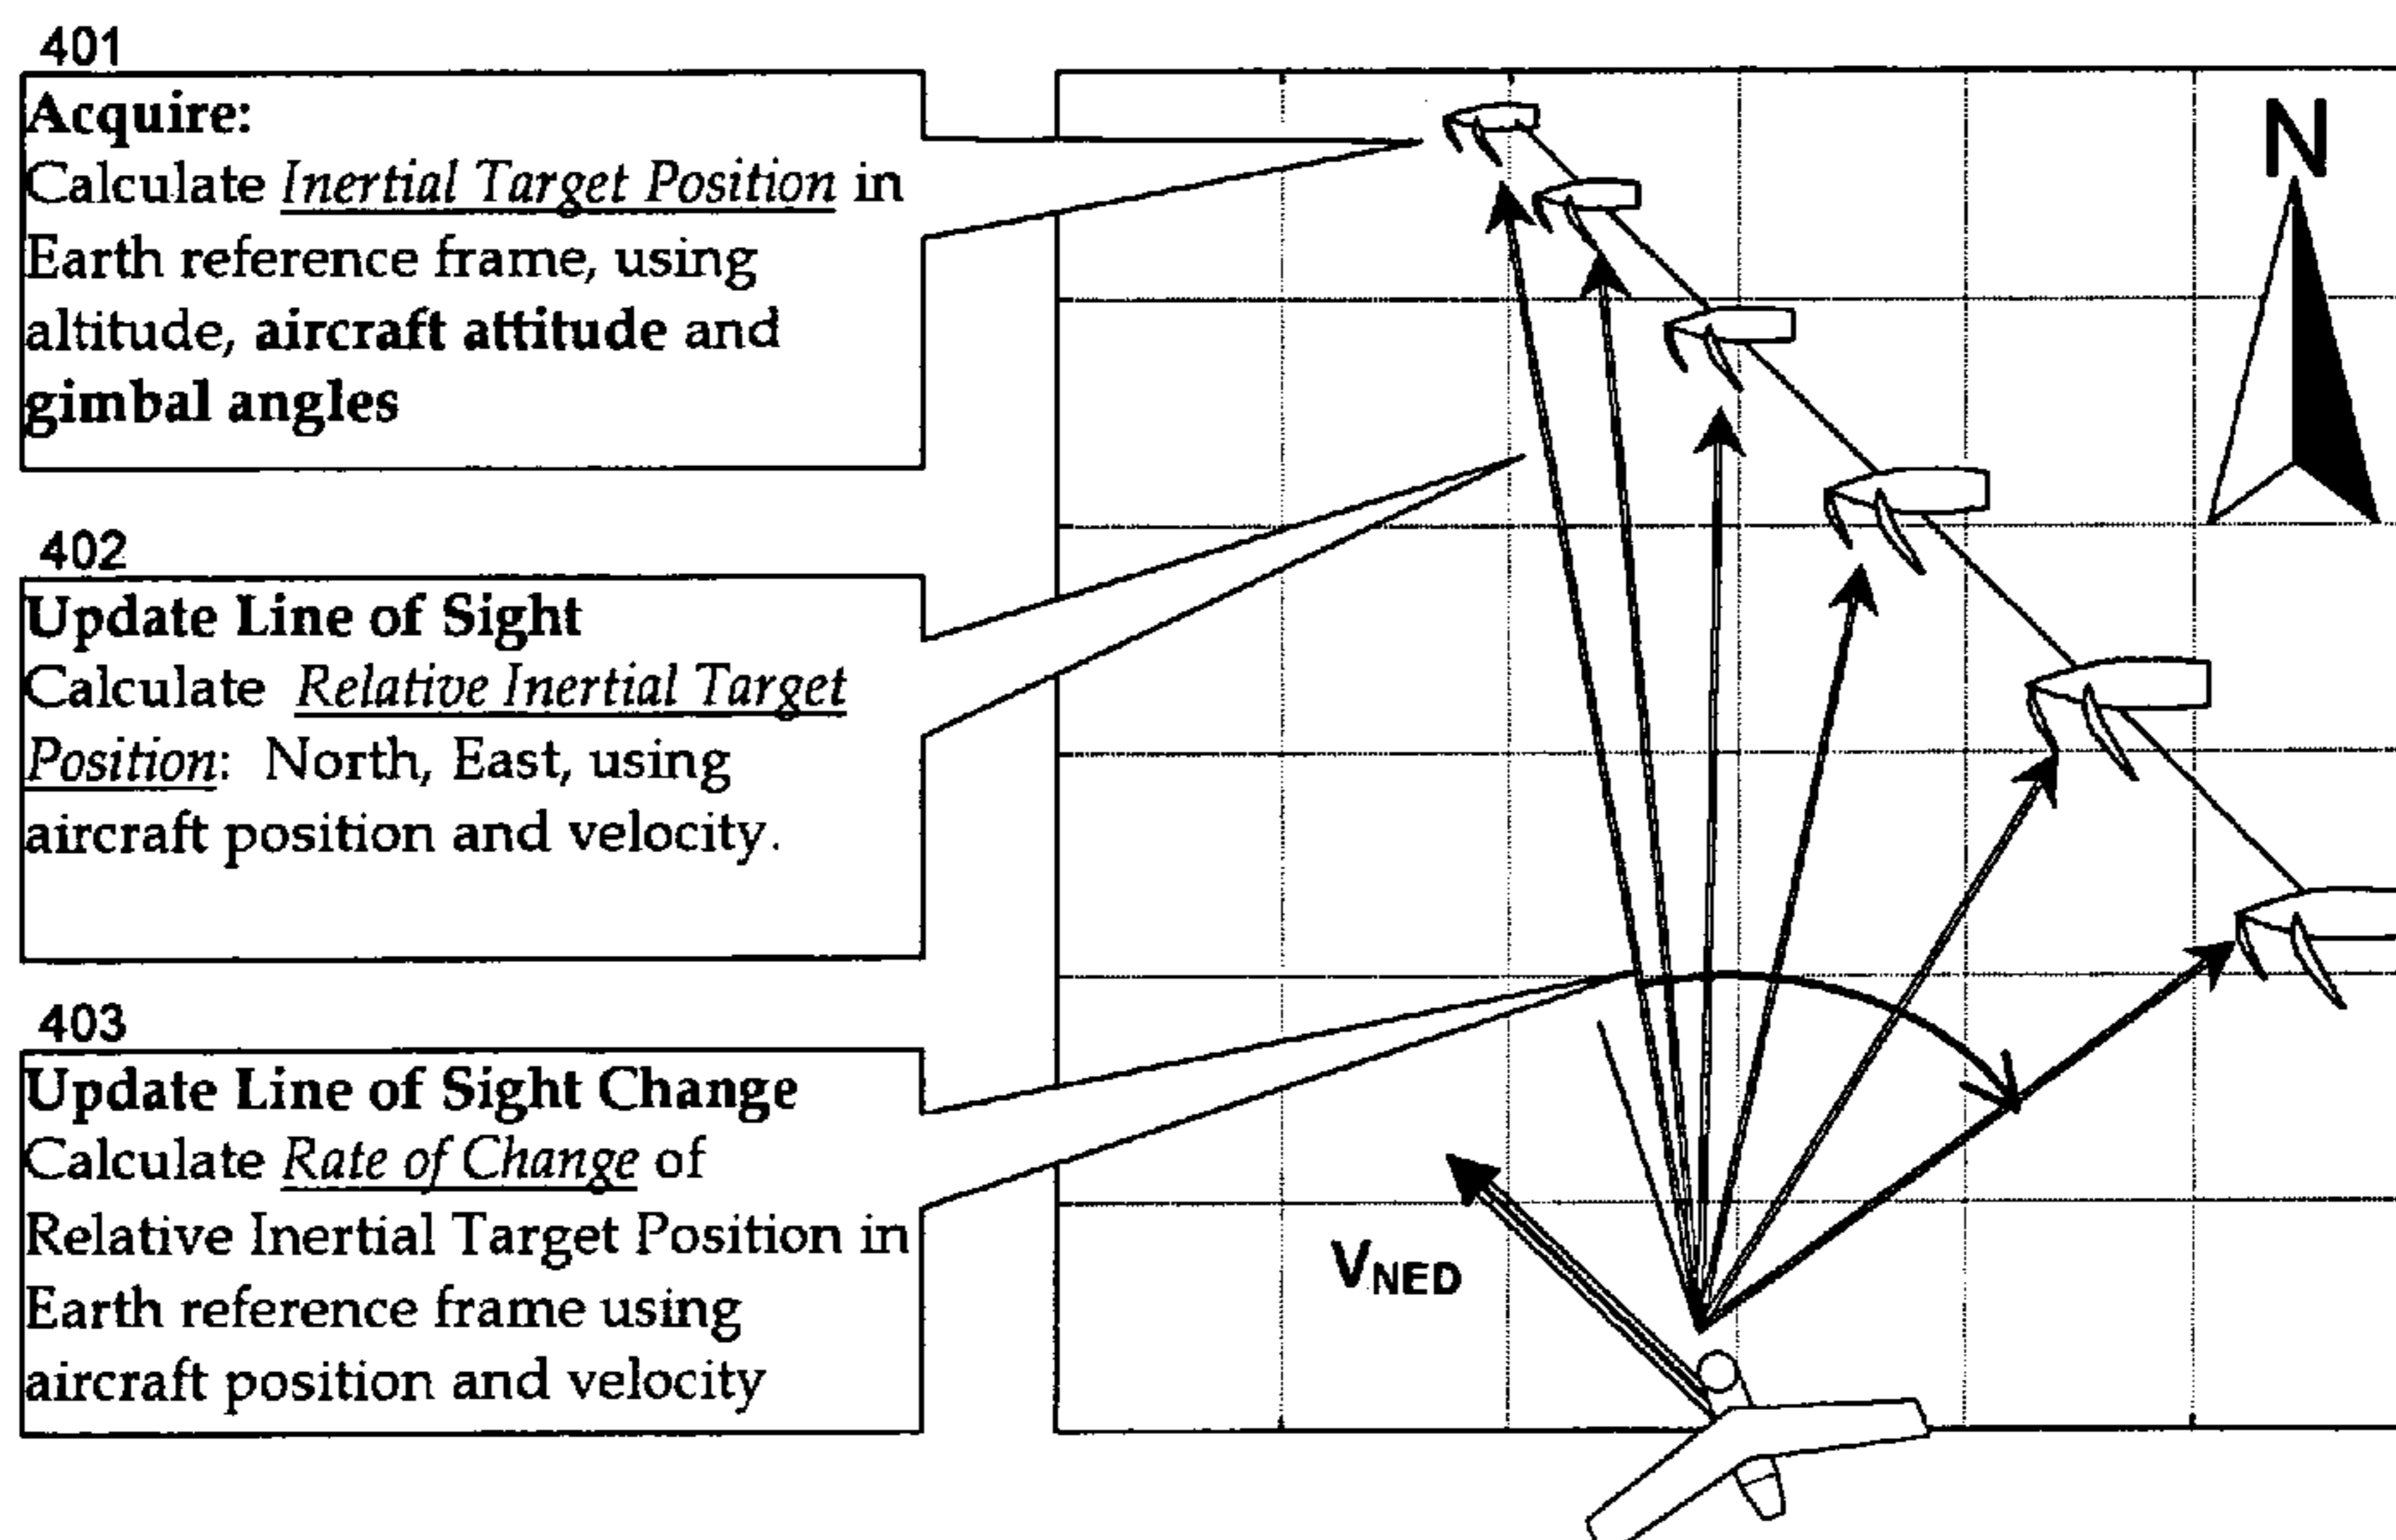 401
Acquire:
Calculate Inertial Target Position in
Earth reference frame, using
altitude, aircraft attitude and
gimbal angles
402
Update Line of Sight
Calculate Relative Inertial Target
Position: North, East, using
aircraft position and velocity.
403
Update Line of Sight Change
Calculate Rate of Change of
Relative Inertial Target Position in
Earth reference frame using
aircraft position and velocity
N
VNED